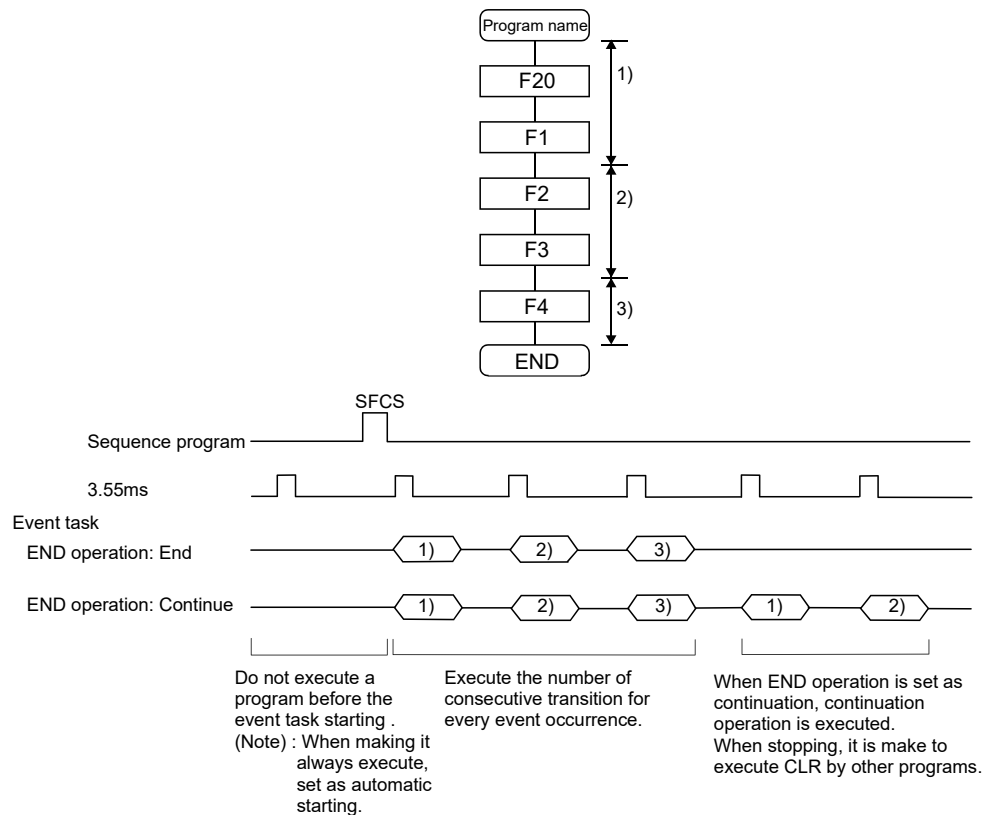 Program name
F20
1)
F1
F2
2)
F3
F4
3)
END
SFCS
Sequence program
3.55ms
Event task
END operation: End
1)
2)
3)
END operation: Continue
1)
2)
3)
1)
2)
Do not execute a
program before the
event task starting .
(Note) : When making it
always execute,
set as automatic
starting.
Execute the number of
consecutive transition for
every event occurrence.
When END operation is set as
continuation, continuation
operation is executed.
When stopping, it is make to
execute CLR by other programs.